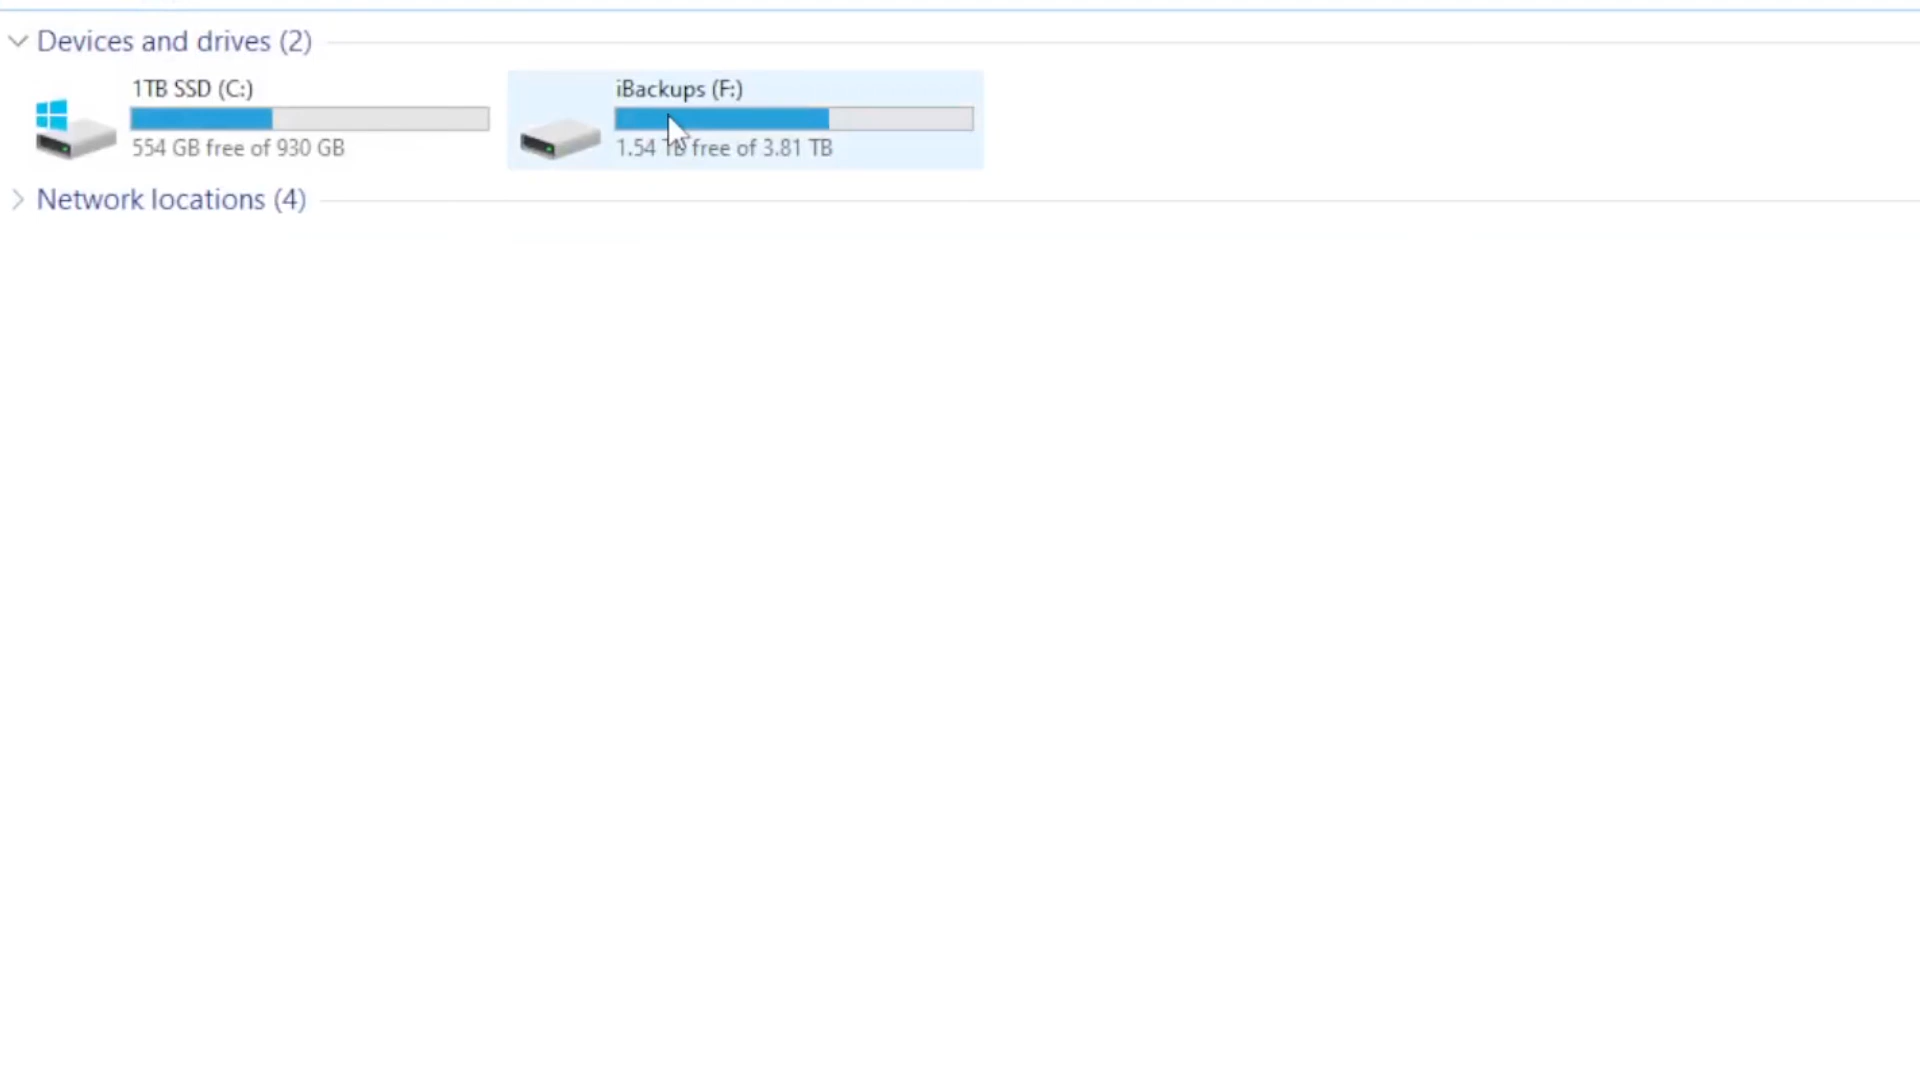 Devices and drives (2)
1TB SSD (C:)
554 GB free of 930 GB
iBackups (F:)
1.54 TB free of 3.81 TB
Network locations (4)